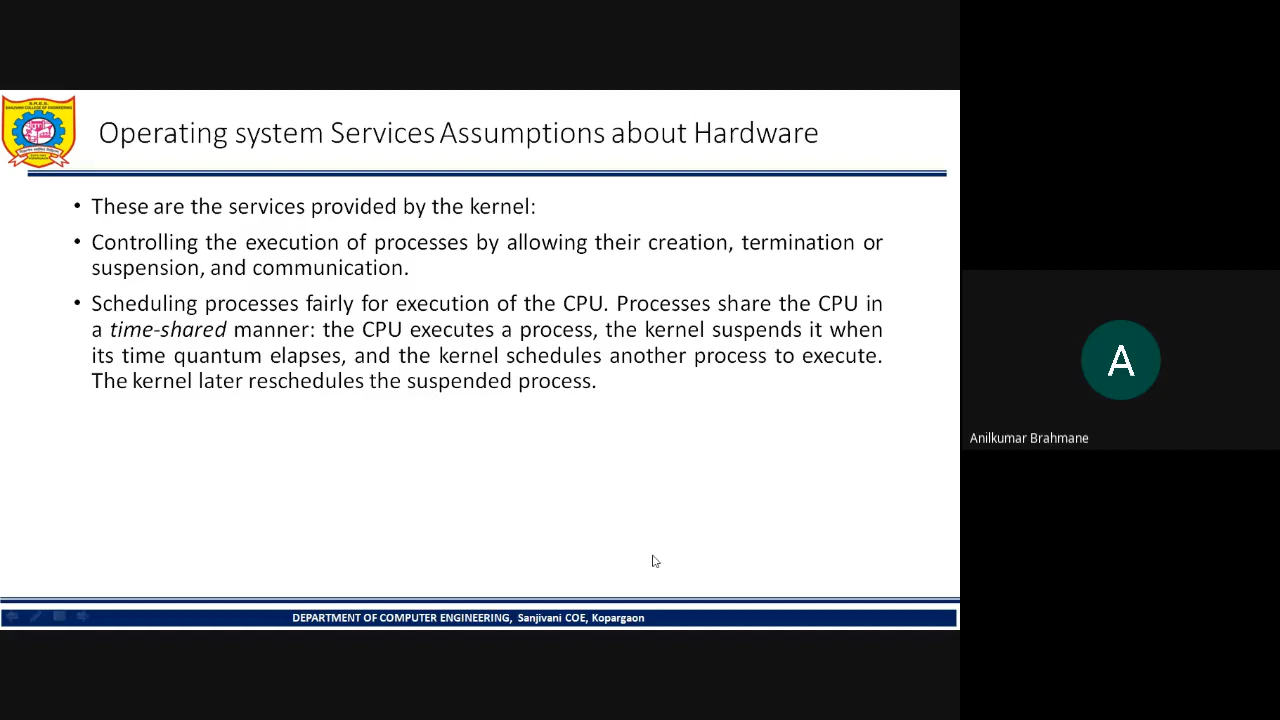 Operating system Services Assumptions about Hardware
• These are the services provided by the kernel:
• Controlling the execution of processes by allowing their creation, termination or
suspension, and communication.
• Scheduling processes fairly for execution of the CPU. Processes share the CPU in
a time-shared manner: the CPU executes a process, the kernel suspends it when
its time quantum elapses, and the kernel schedules another process to execute.
The kernel later reschedules the suspended process.
DEPARTMENT OF COMPUTER ENGINEERING, Sanjivani COE, Kopargaon
A
Anilkumar Brahmane